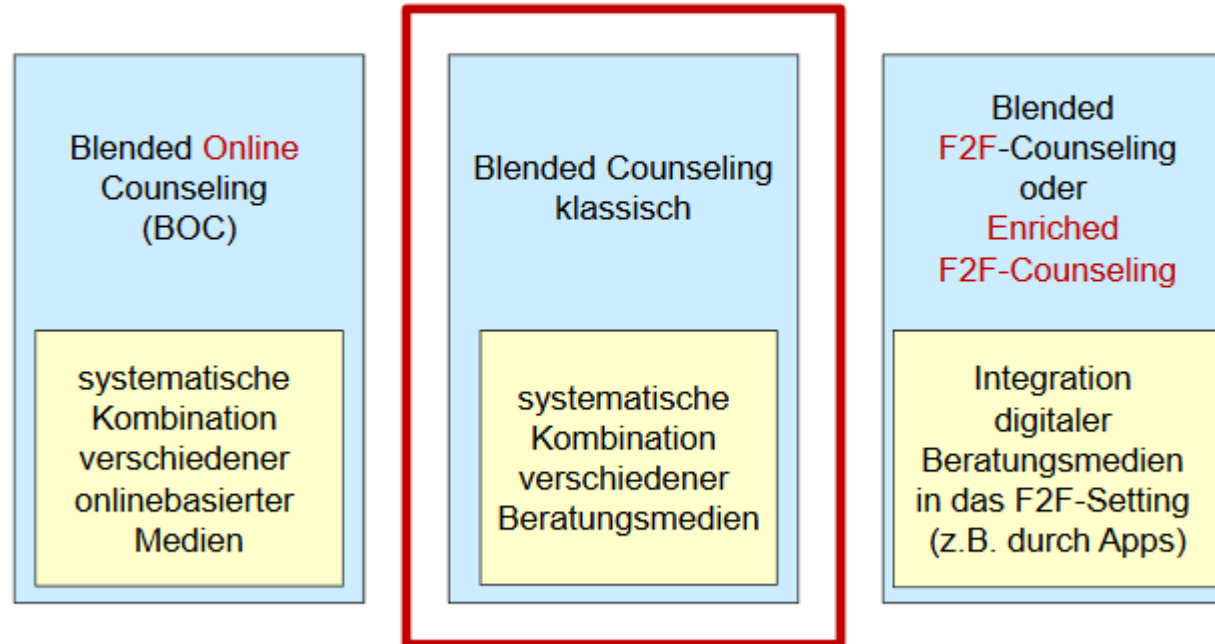 Blended Online
Counseling
(BOC)
systematische
Kombination
verschiedener
onlinebasierter
Medien
Blended Counseling
klassisch
systematische
Kombination
verschiedener
Beratungsmedien
Blended
F2F-Counseling
oder
Enriched
F2F-Counseling
Integration
digitaler
Beratungsmedien
in das F2F-Setting
(z.B. durch Apps)